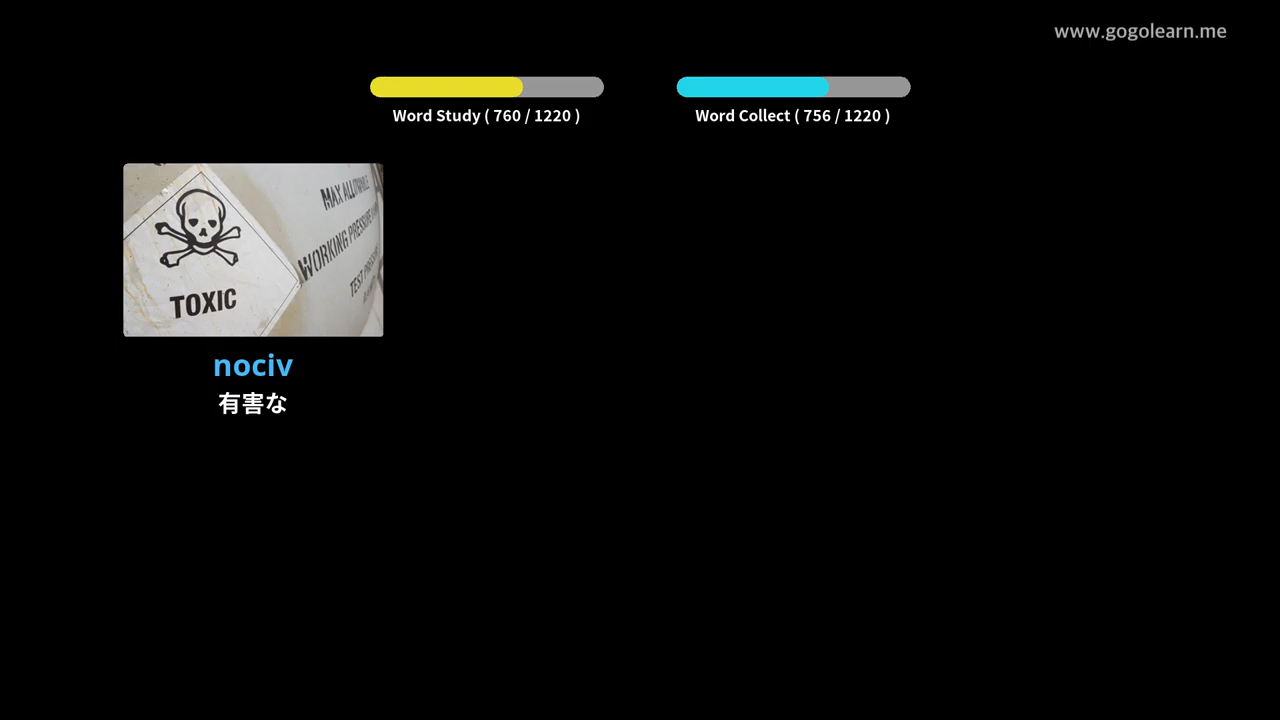 www.gogolearn.me
Word Study ( 760 / 1220 )
Word Collect ( 756 / 1220 )
MAX ALLOWABLE
WORKING PRESSURE
TEST
TOXIC
nociv
有害な